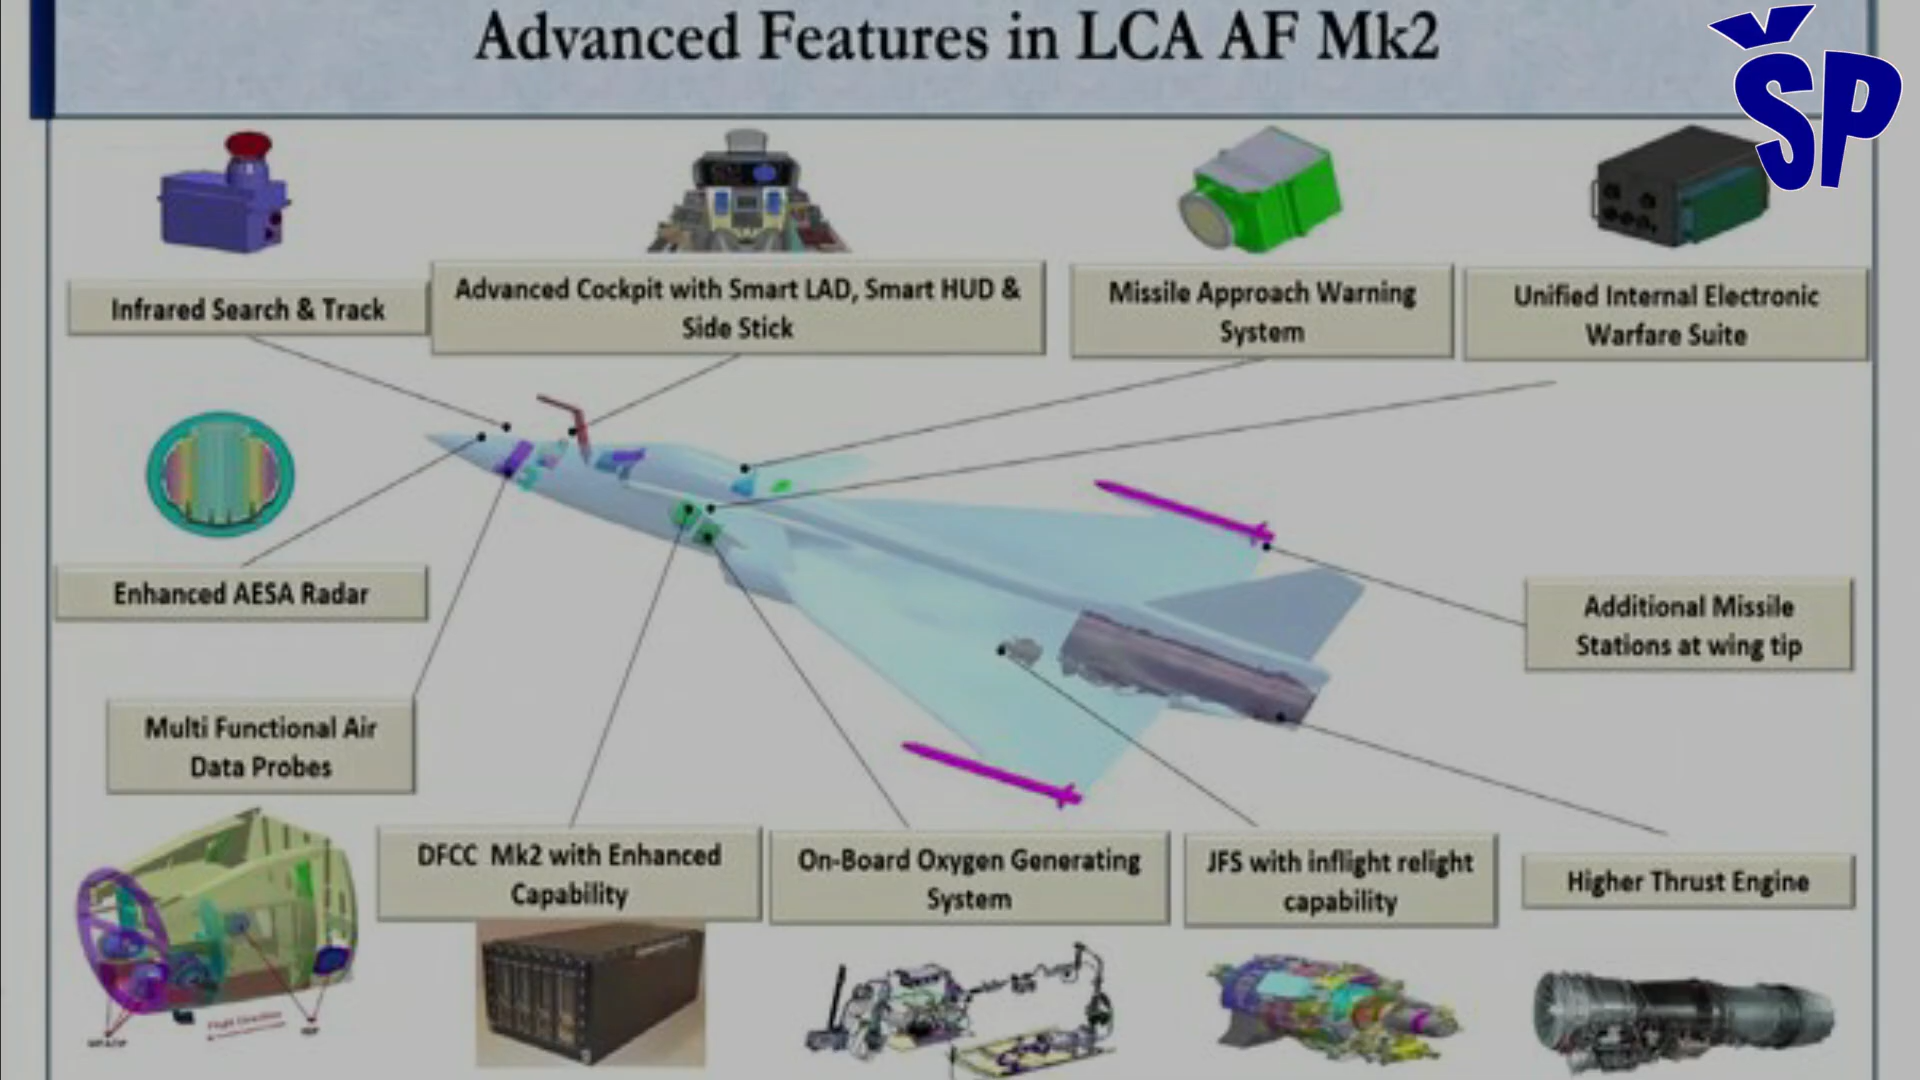 Advanced Features in LCA AF Mk2
ŠP
Infrared Search & Track
Advanced Cockpit with Smart LAD, Smart HUD &
Side Stick
Missile Approach Warning
System
Unified Internal Electronic
Warfare Suite
Enhanced AESA Radar
Additional Missile
Stations at wing tip
Multi Functional Air
Data Probes
DFCC Mk2 with Enhanced
Capability
On-Board Oxygen Generating
System
JFS with inflight relight
capability
Higher Thrust Engine
Flight Direction